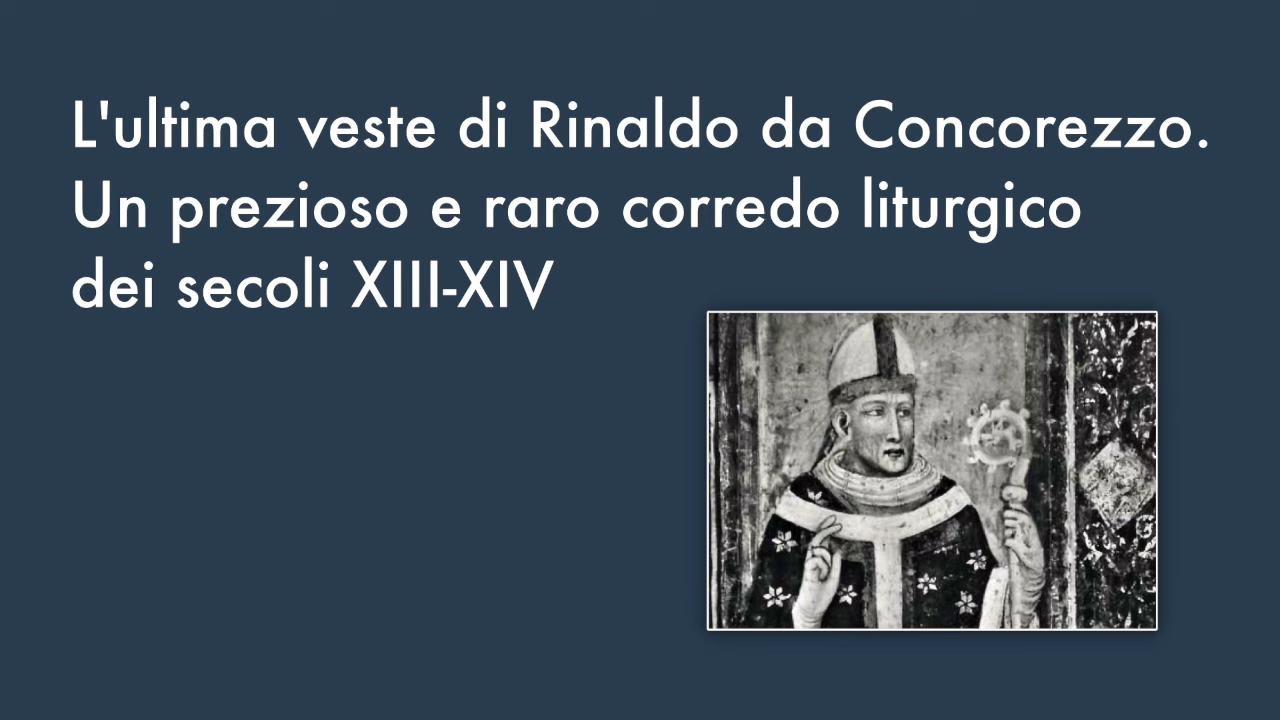 L'ultima veste di Rinaldo da Concorezzo.
Un prezioso e raro corredo liturgico
dei secoli XIII-XIV